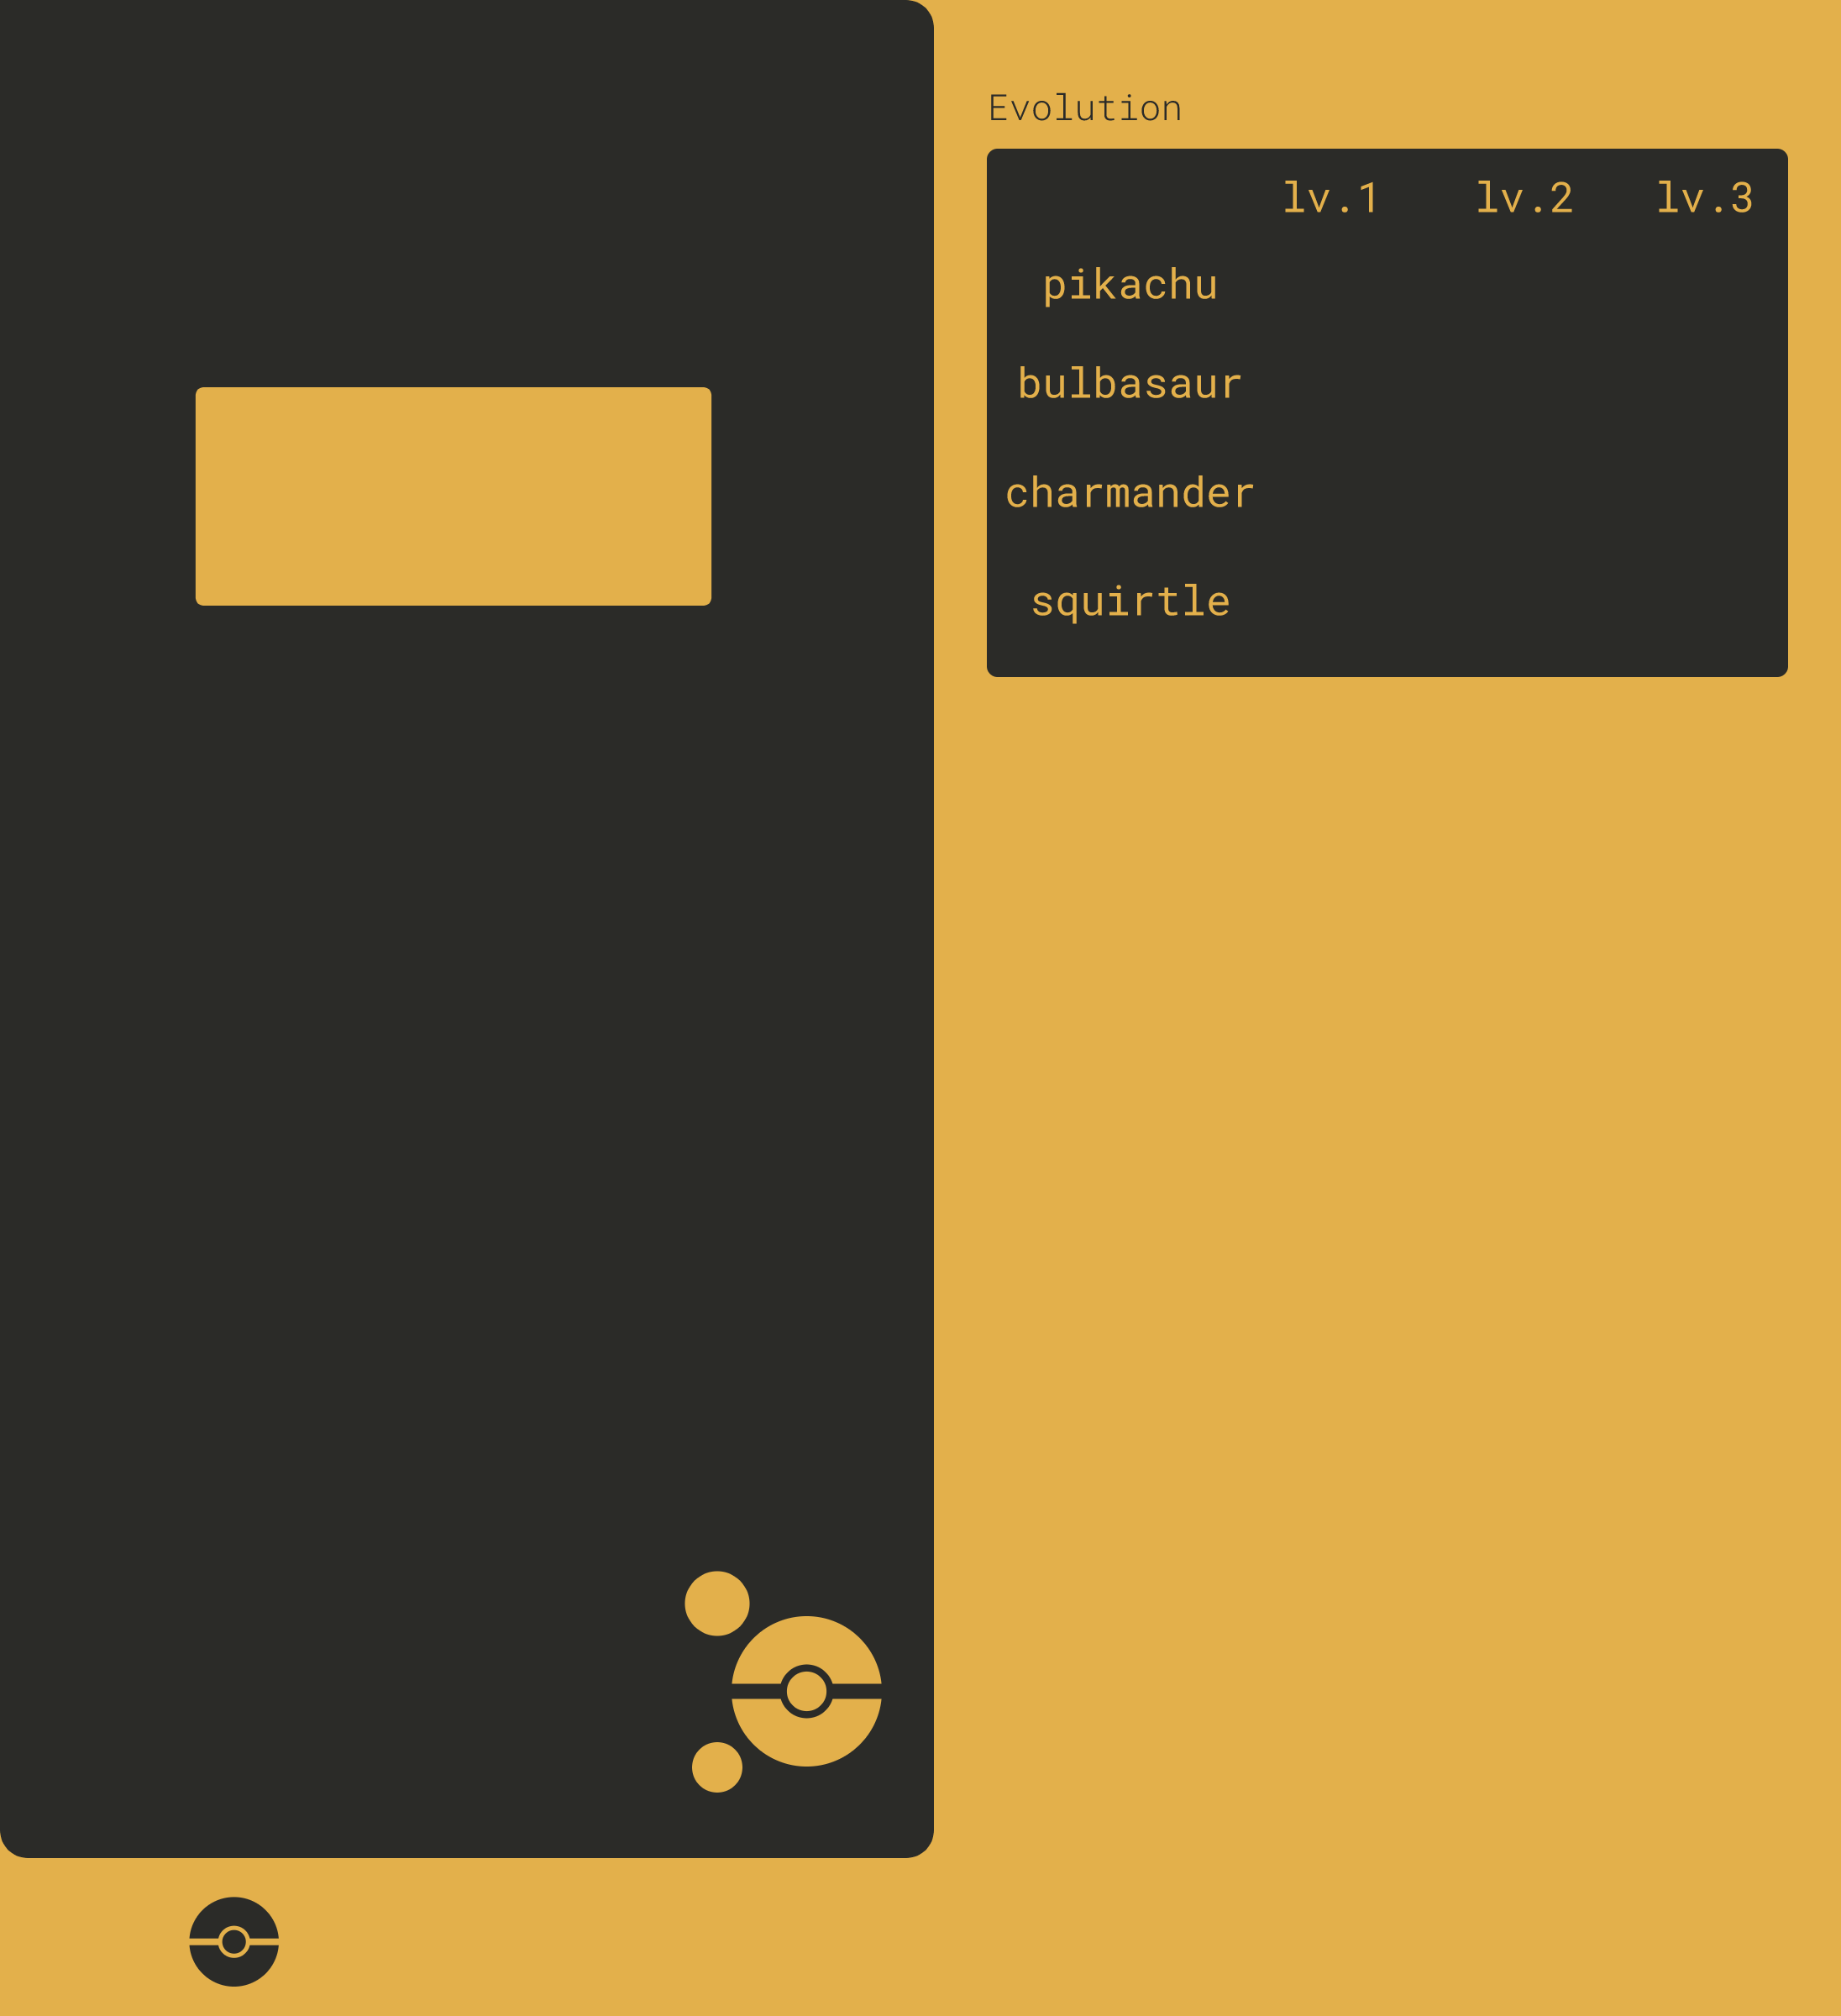 Evolution
lv.1 lv.2 lv.3
pikachu
bulbasaur
charmander
squirtle